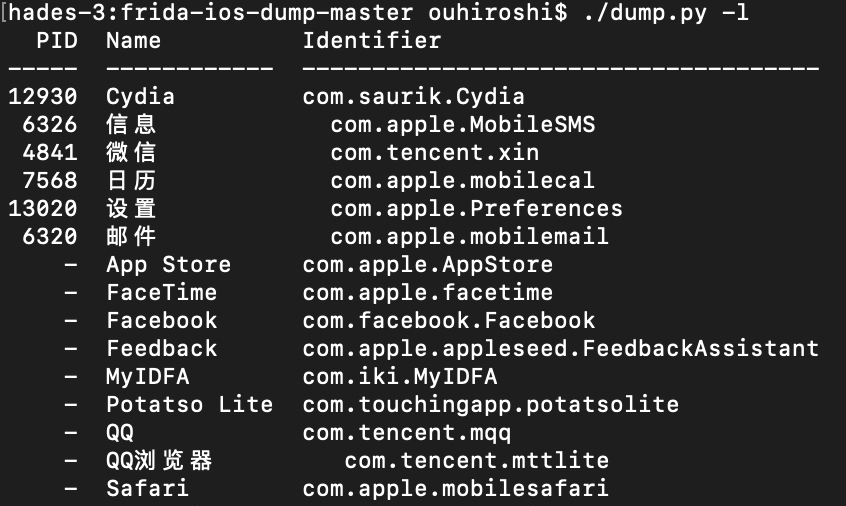 [hades-3:frida-ios-dump-master ouhiroshi$ ./dump.py -l
  PID  Name          Identifier
-----  ------------  -------------------------------------
12930  Cydia         com.saurik.Cydia
 6326  信息            com.apple.MobileSMS
 4841  微信            com.tencent.xin
 7568  日历            com.apple.mobilecal
13020  设置            com.apple.Preferences
 6320  邮件            com.apple.mobilemail
    -  App Store     com.apple.AppStore
    -  FaceTime      com.apple.facetime
    -  Facebook      com.facebook.Facebook
    -  Feedback      com.apple.appleseed.FeedbackAssistant
    -  MyIDFA        com.iki.MyIDFA
    -  Potatso Lite  com.touchingapp.potatsolite
    -  QQ            com.tencent.mqq
    -  QQ浏览器         com.tencent.mttlite
    -  Safari        com.apple.mobilesafari